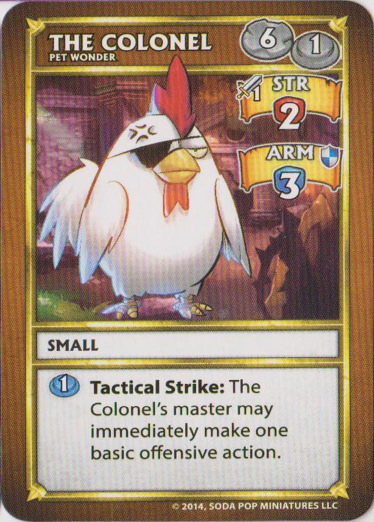 THE COLONEL
PET WONDER
6 1
1 STR
2
ARM
3
SMALL
1 Tactical Strike: The
Colonel's master may
immediately make one
basic offensive action.
© 2014, SODA POP MINIATURES LLC